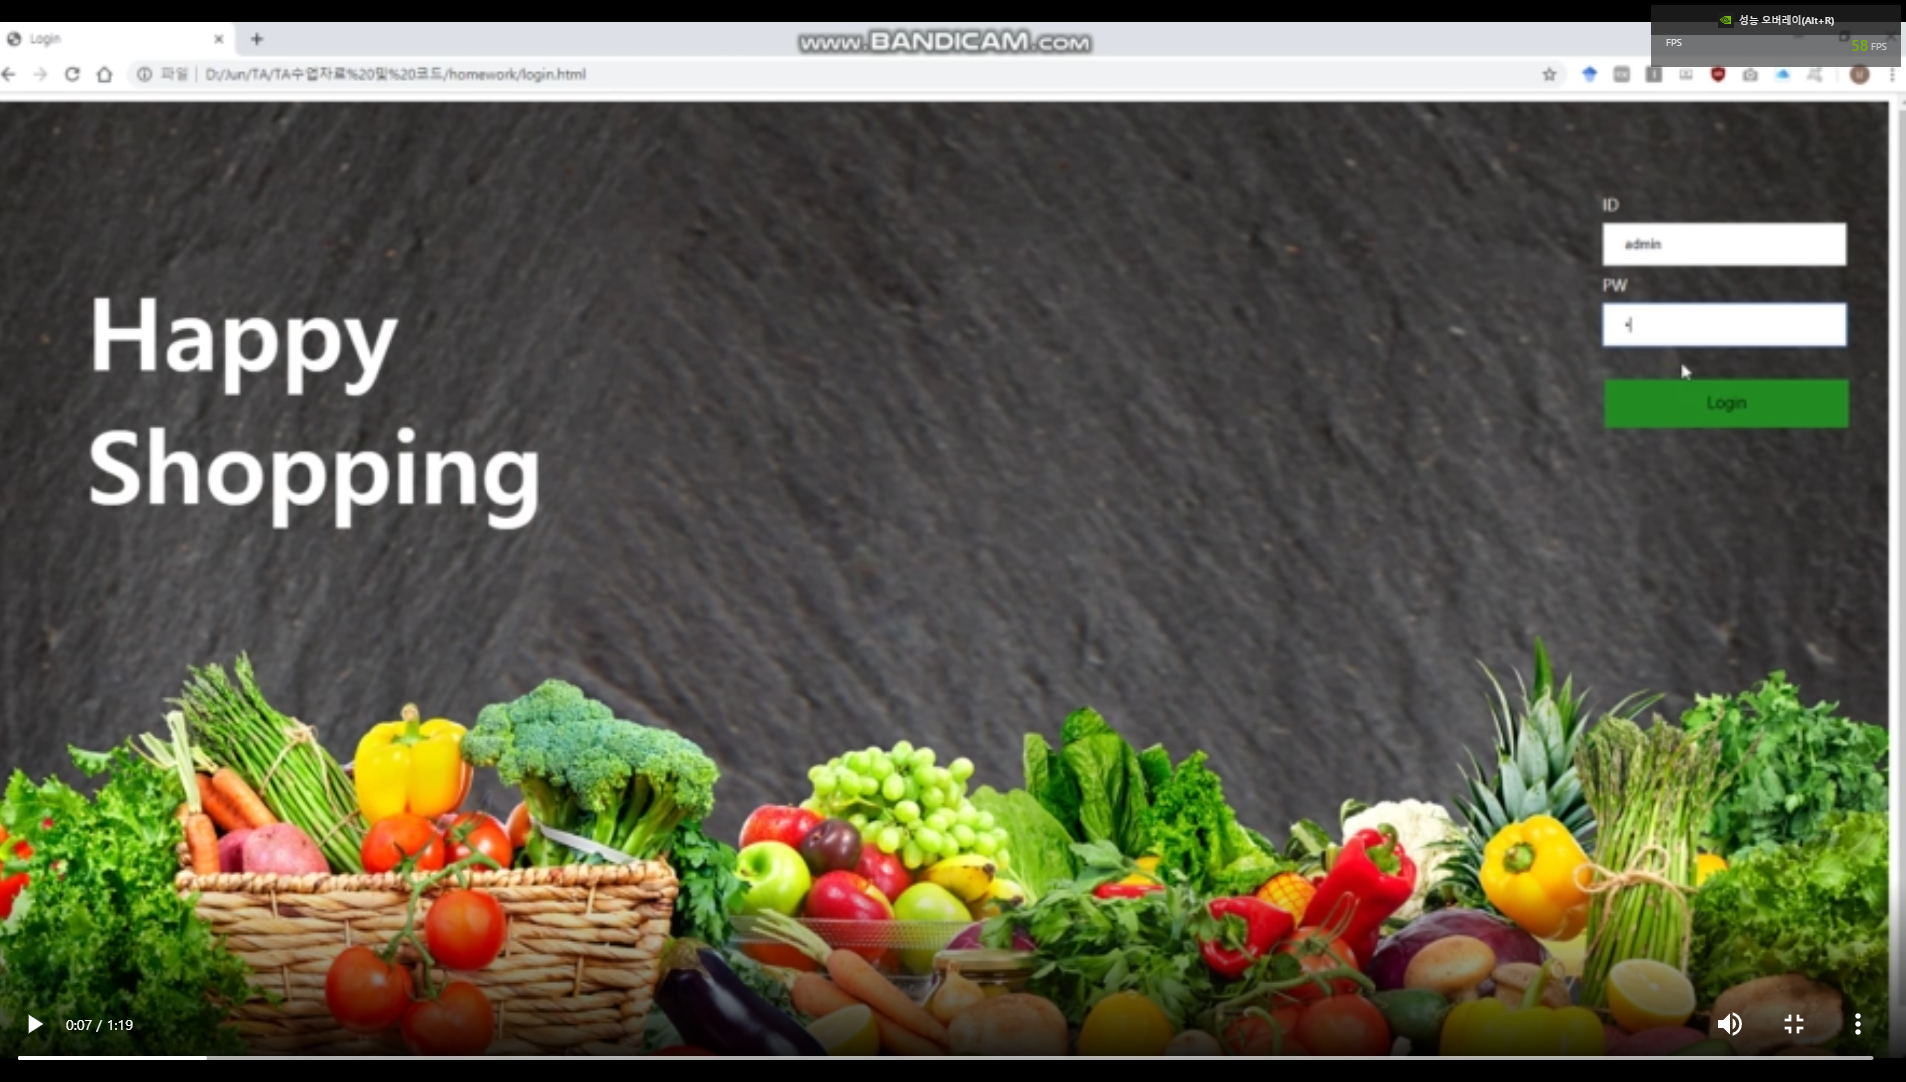 성능 오버레이(Alt+R)
FPS
58 FPS
Login
www.BANDICAM.com
파일 | D:/Jun/TA/TA수업자료%20및%20코드/homework/login.html
ID
admin
PW
Login
Happy
Shopping
0:07 / 1:19